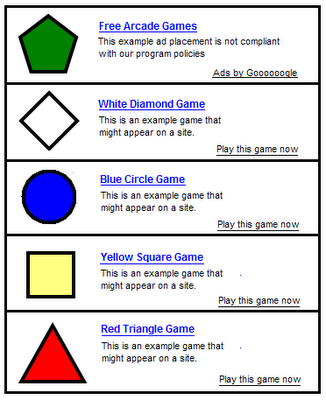 Free Arcade Games
This example ad placement is not compliant
with our program policies
Ads by Goooooogle
White Diamond Game
This is an example game that
might appear on a site.
Play this game now
Blue Circle Game
This is an example game that
might appear on a site.
Play this game now
Yellow Square Game
This is an example game that
might appear on a site.
Play this game now
Red Triangle Game
This is an example game that
might appear on a site.
Play this game now